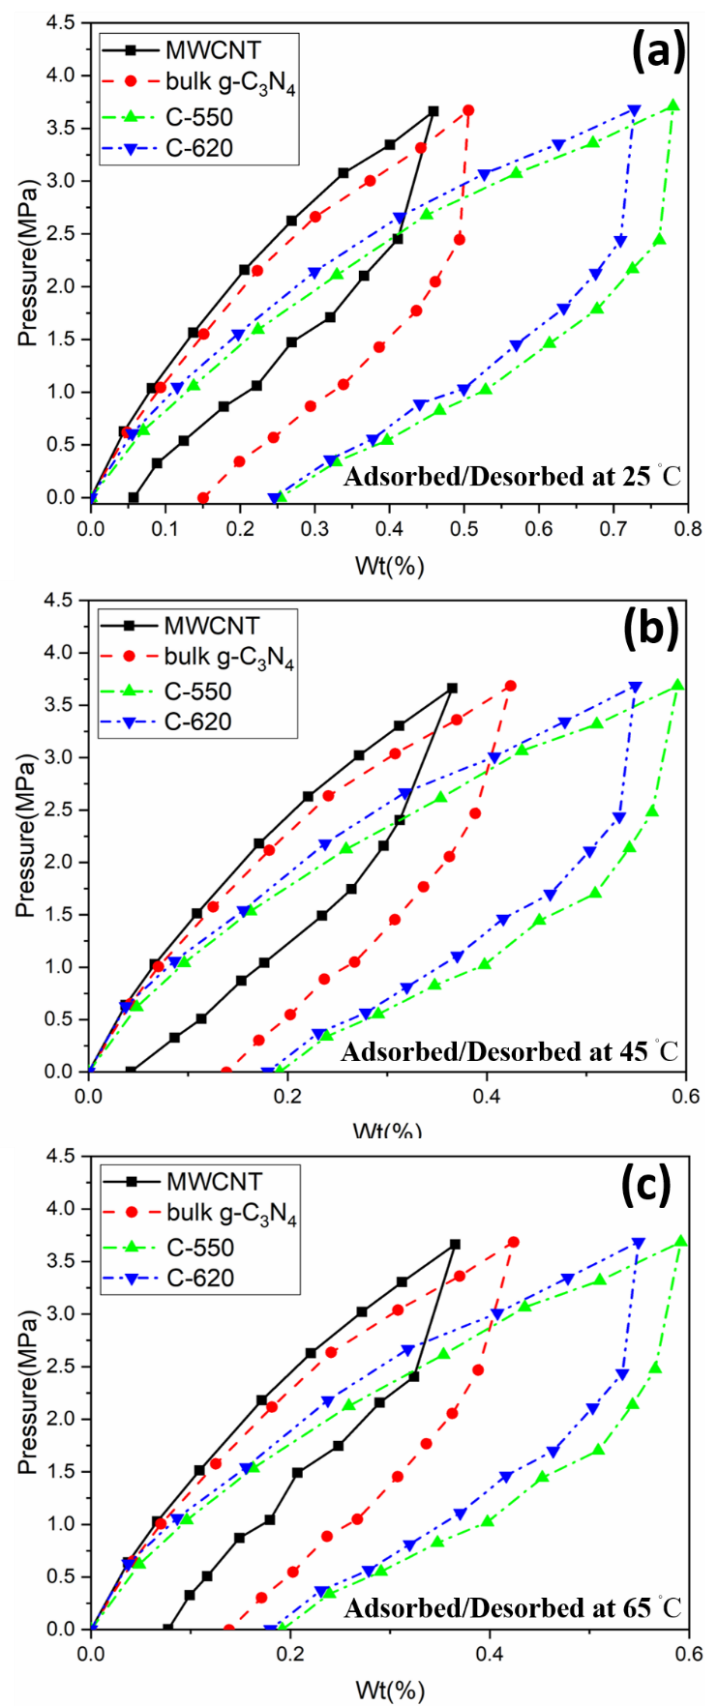 (a)
MWCNT
bulk g-C₃N₄
C-550
C-620
4.5
4.0
3.5
3.0
2.5
2.0
1.5
1.0
0.5
0.0
Pressure(MPa)
Adsorbed/Desorbed at 25 °C
0.0 0.1 0.2 0.3 0.4 0.5 0.6 0.7 0.8
Wt(%)
(b)
MWCNT
bulk g-C₃N₄
C-550
C-620
4.5
4.0
3.5
3.0
2.5
2.0
1.5
1.0
0.5
0.0
Pressure(MPa)
Adsorbed/Desorbed at 45 °C
0.0 0.2 0.4 0.6
Wt(%)
(c)
MWCNT
bulk g-C₃N₄
C-550
C-620
4.5
4.0
3.5
3.0
2.5
2.0
1.5
1.0
0.5
0.0
Pressure(MPa)
Adsorbed/Desorbed at 65 °C
0.0 0.2 0.4 0.6
Wt(%)